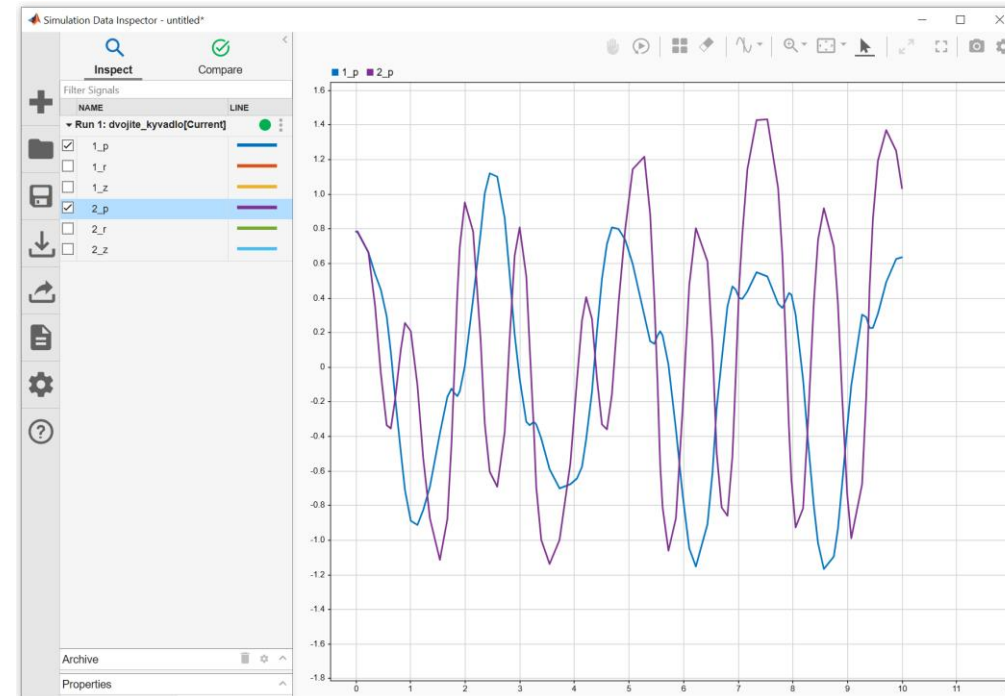 Simulation Data Inspector - untitled*
Inspect
Compare
Filter Signals
NAME LINE
Run 1: dvojite_kyvadlo[Current]
1_p
1_r
1_z
2_p
2_r
2_z
Archive
Properties
1_p 2_p
1.6
1.4
1.2
1.0
0.8
0.6
0.4
0.2
0
-0.2
-0.4
-0.6
-0.8
-1.0
-1.2
-1.4
-1.6
-1.8
0 1 2 3 4 5 6 7 8 9 10 11